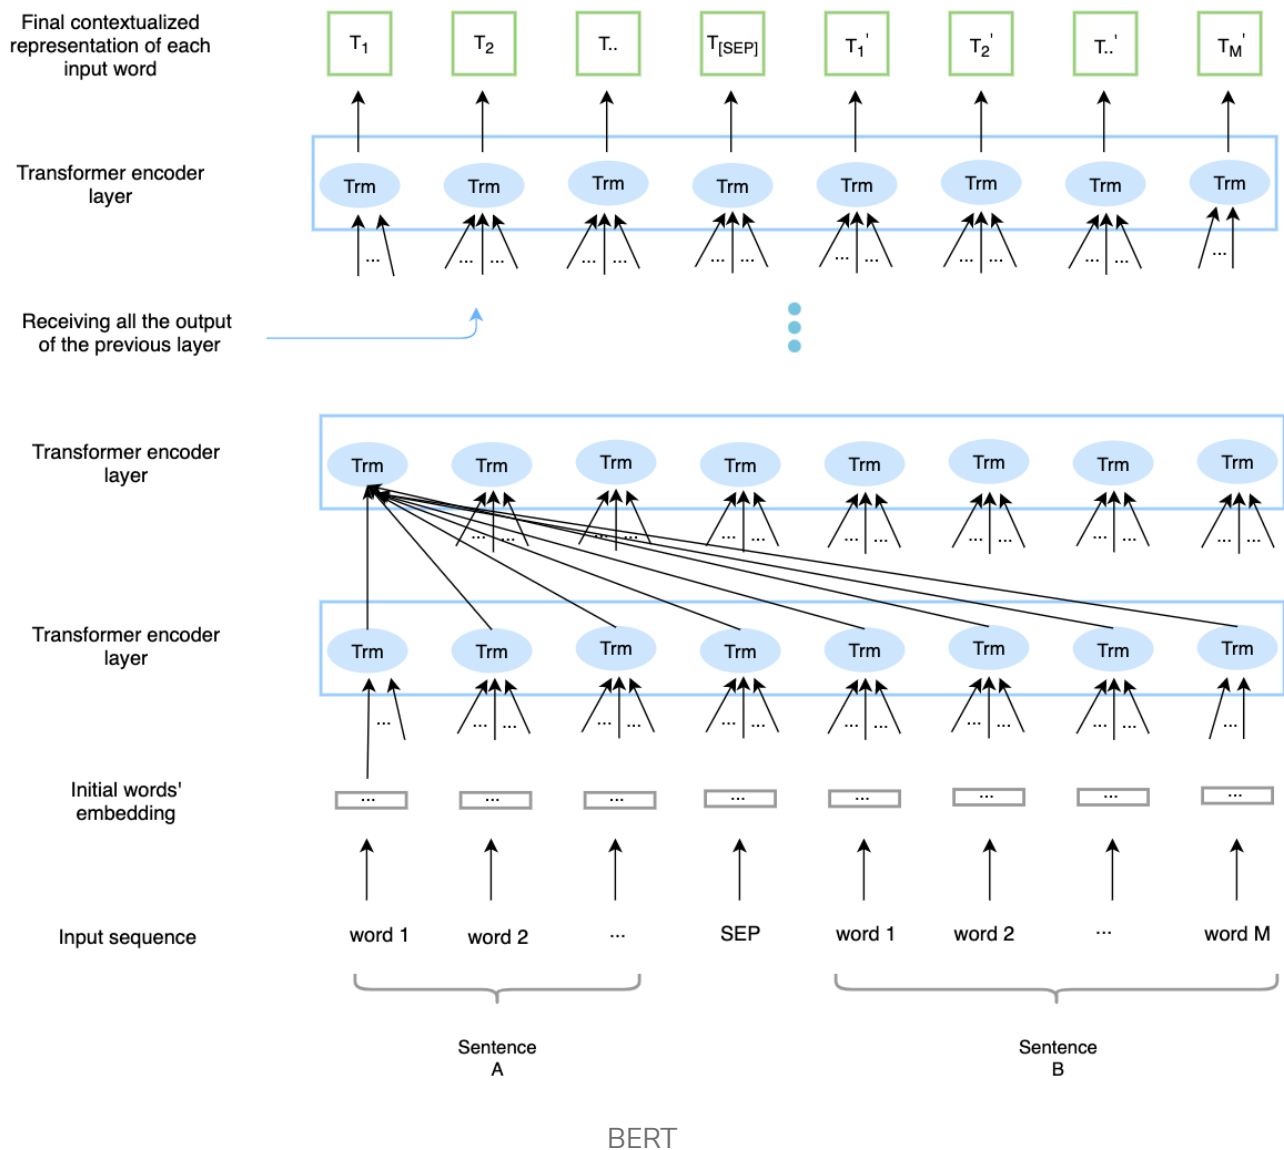 Final contextualized
representation of each
input word
T1 T2 T.. T[SEP] T1' T2' T..' TM'
Transformer encoder
layer
Trm Trm Trm Trm Trm Trm Trm Trm
... ... ... ... ... ... ... ... ... ... ... ... ... ...
Receiving all the output
of the previous layer
Transformer encoder
layer
Trm Trm Trm Trm Trm Trm Trm Trm
... ... ... ... ... ... ... ... ... ... ... ... ... ...
Transformer encoder
layer
Trm Trm Trm Trm Trm Trm Trm Trm
... ... ... ... ... ... ... ... ... ... ... ... ... ...
Initial words'
embedding
... ... ... ... ... ... ... ...
Input sequence
word 1 word 2 ... SEP word 1 word 2 ... word M
Sentence
A
Sentence
B
BERT